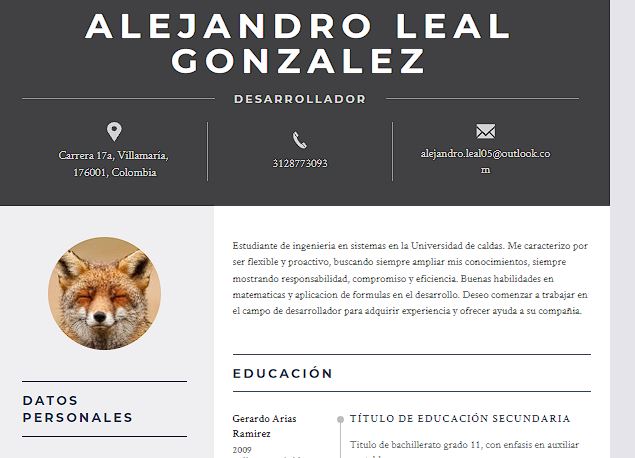 ALEJANDRO LEAL
GONZALEZ
DESARROLLADOR
Carrera 17a, Villamaría,
176001, Colombia
3128773093
alejandro.leal05@outlook.co
m
Estudiante de ingenieria en sistemas en la Universidad de caldas. Me caracterizo por
ser flexible y proactivo, buscando siempre ampliar mis conocimientos, siempre
mostrando responsabilidad, compromiso y eficiencia. Buenas habilidades en
matematicas y aplicacion de formulas en el desarrollo. Deseo comenzar a trabajar en
el campo de desarrollador para adquirir experiencia y ofrecer ayuda a su compañia.
DATOS
PERSONALES
EDUCACIÓN
Gerardo Arias
Ramirez
2009
TÍTULO DE EDUCACIÓN SECUNDARIA
Titulo de bachillerato grado 11, con enfasis en auxiliar